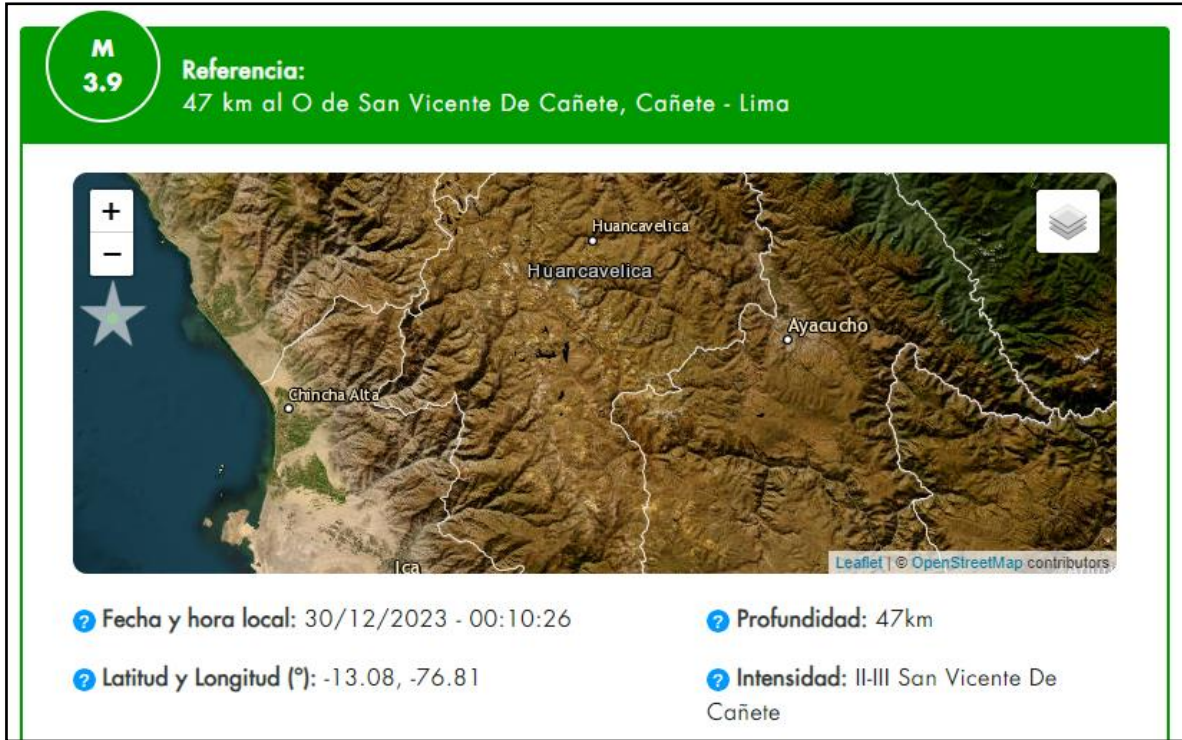 M
3.9
Referencia:
47 km al O de San Vicente De Cañete, Cañete - Lima
+
−
Huancavelica
Huancavelica
Ayacucho
Chincha Alta
Ica
Leaflet | © OpenStreetMap contributors
? Fecha y hora local: 30/12/2023 - 00:10:26
? Profundidad: 47km
? Latitud y Longitud (°): -13.08, -76.81
? Intensidad: II-III San Vicente De
Cañete